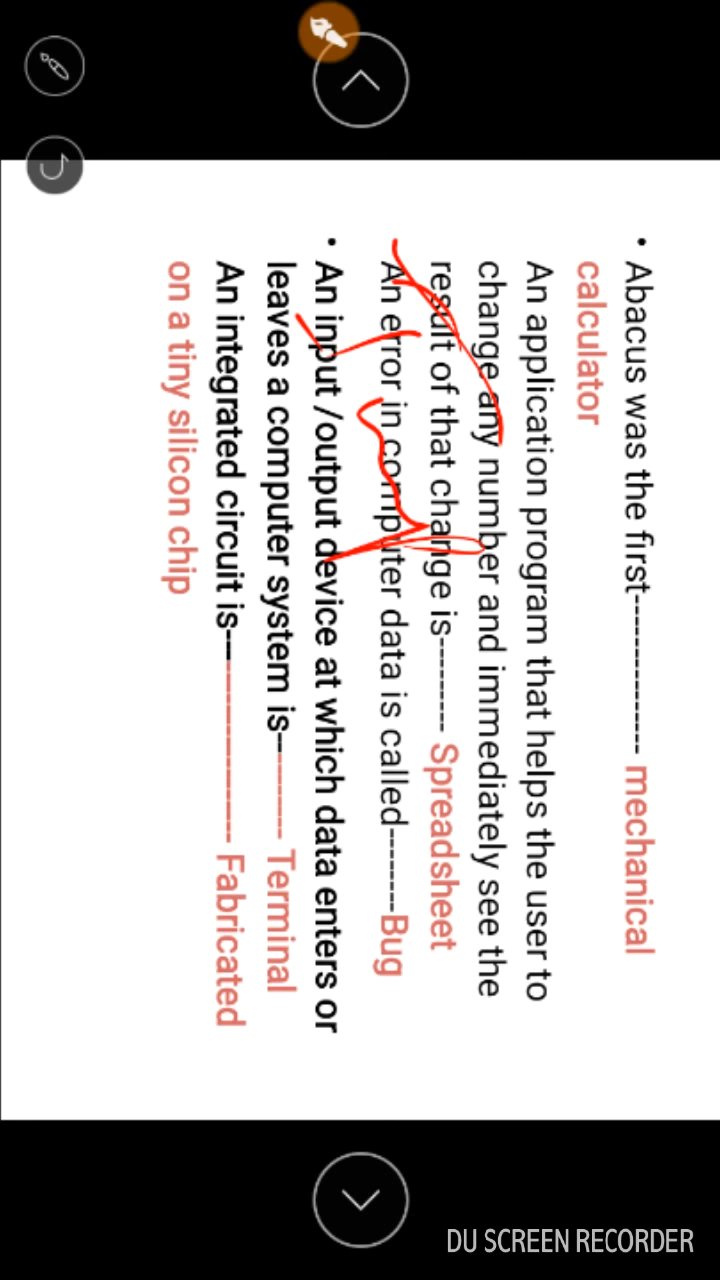 • Abacus was the first--------------- mechanical
calculator
An application program that helps the user to
change any number and immediately see the
result of that change is--------- Spreadsheet
An error in computer data is called--------Bug
• An input /output device at which data enters or
leaves a computer system is---------- Terminal
An integrated circuit is------------------- Fabricated
on a tiny silicon chip
DU SCREEN RECORDER